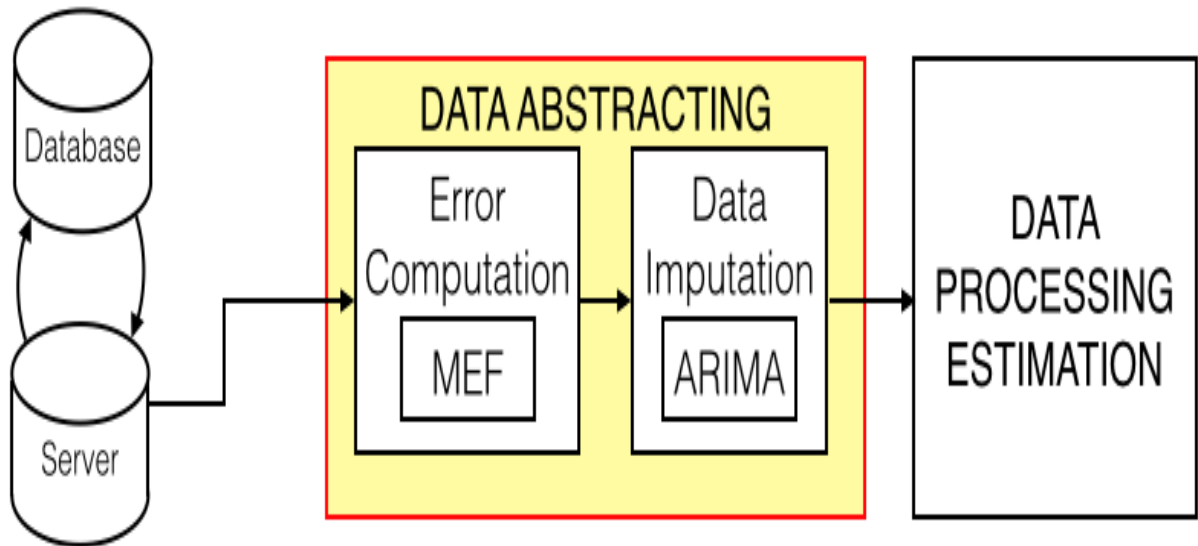 Database
Server
DATA ABSTRACTING
Error
Computation
MEF
Data
Imputation
ARIMA
DATA
PROCESSING
ESTIMATION